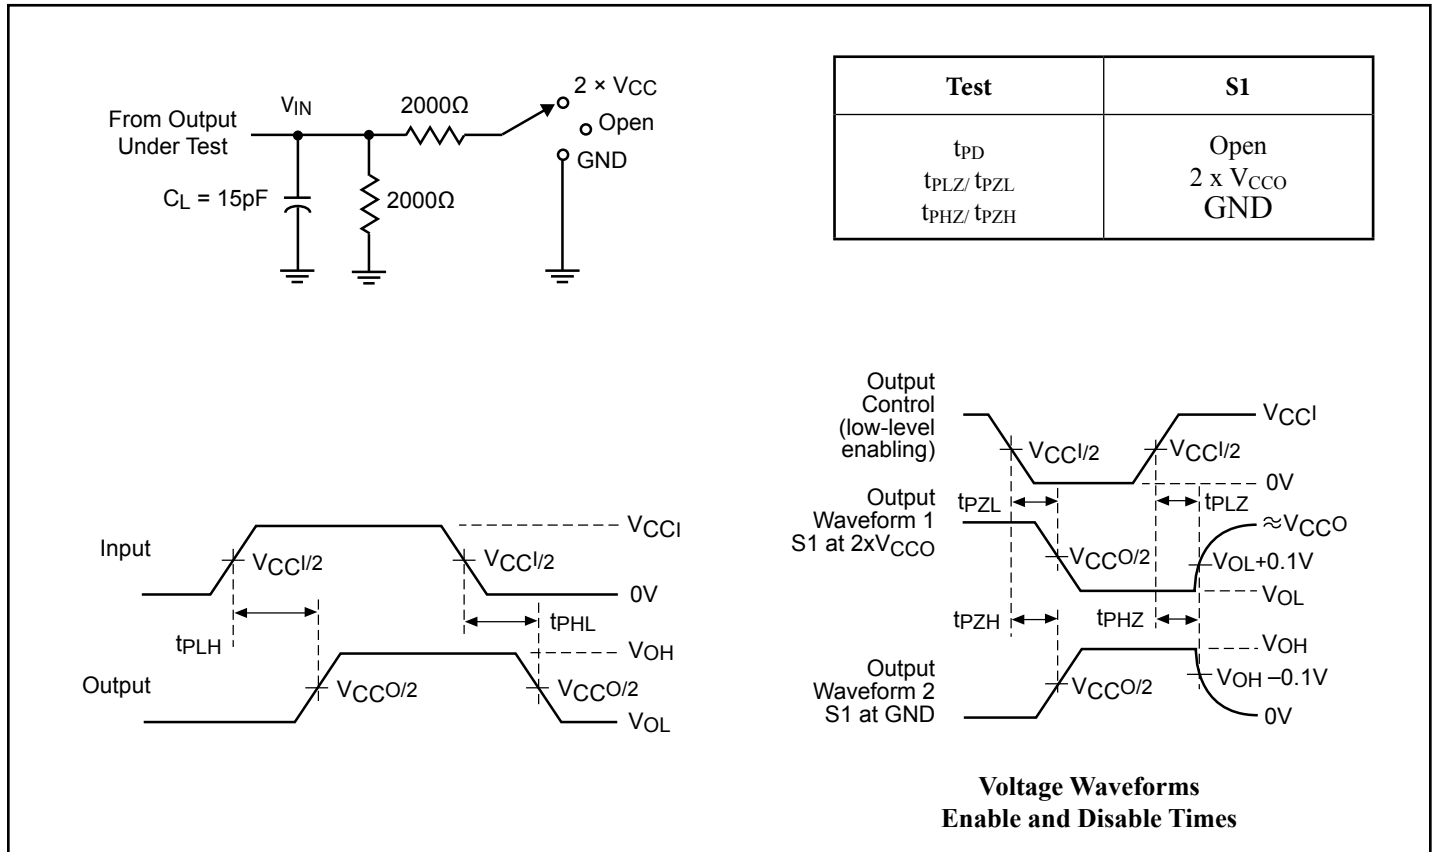 From Output
Under Test
VIN
2000Ω
2 × VCC
Open
GND
CL = 15pF
2000Ω
Test S1
tPD Open
tPLZ/ tPZL 2 x VCCO
tPHZ/ tPZH GND
Input
VCCI/2
VCCI/2
VCCI
0V
tPLH
tPHL
Output
VCCO/2
VCCO/2
VOH
VOL
Output
Control
(low-level
enabling)
VCCI/2
VCCI/2
VCCI
0V
tPZL
tPLZ
Output
Waveform 1
S1 at 2xVCCO
VCCO/2
≈VCCO
VOL+0.1V
VOL
tPZH
tPHZ
Output
Waveform 2
S1 at GND
VCCO/2
VOH
VOH –0.1V
0V
Voltage Waveforms
Enable and Disable Times